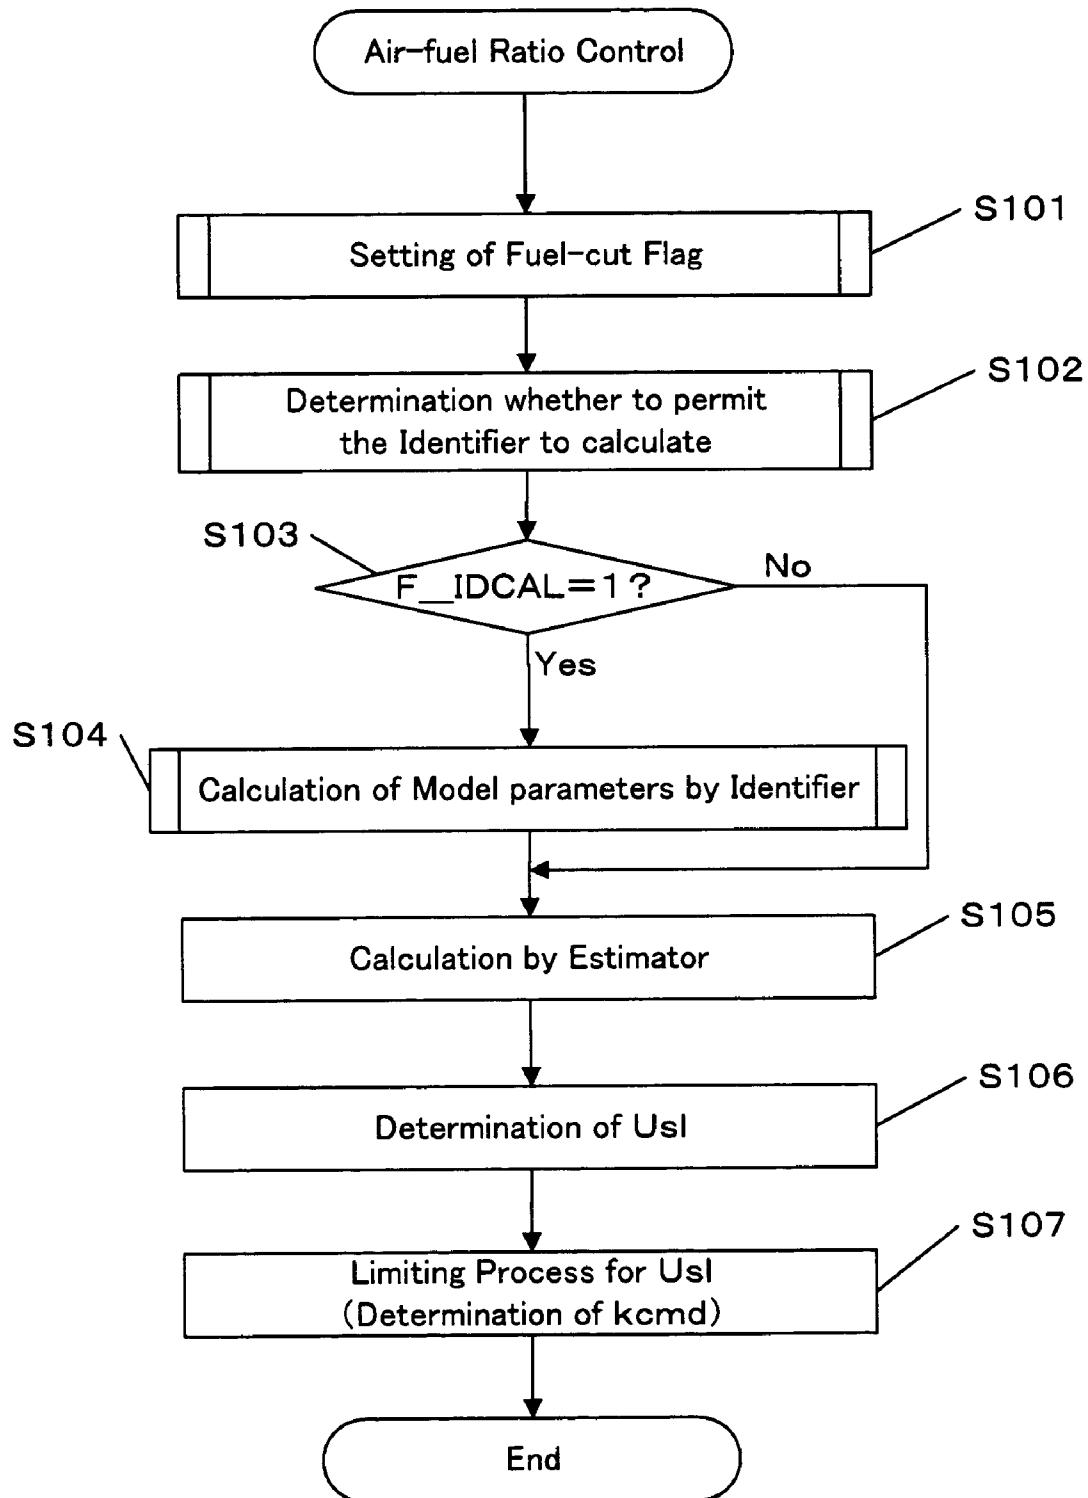 Air-fuel Ratio Control
S101
Setting of Fuel-cut Flag
S102
Determination whether to permit
the Identifier to calculate
S103
F__IDCAL=1?
No
Yes
S104
Calculation of Model parameters by Identifier
S105
Calculation by Estimator
S106
Determination of Usl
S107
Limiting Process for Usl
(Determination of kcmd)
End